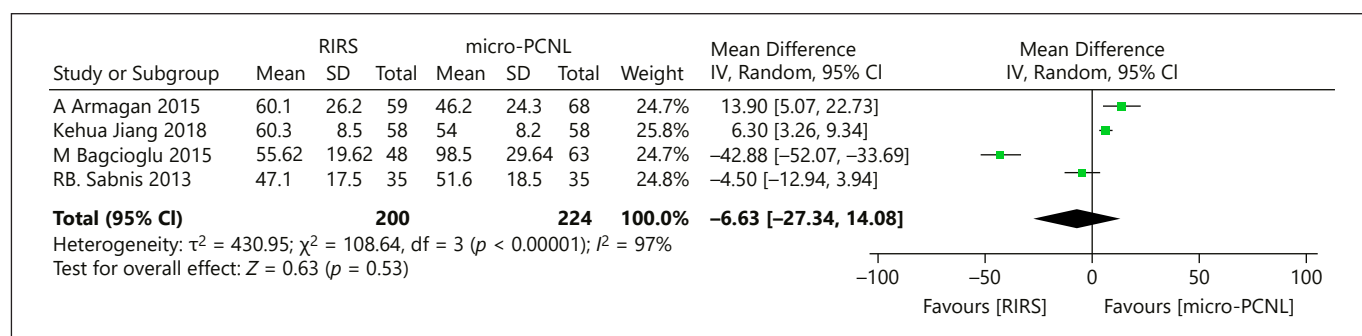 RIRS micro-PCNL Mean Difference Mean Difference
Study or Subgroup Mean SD Total Mean SD Total Weight IV, Random, 95% CI IV, Random, 95% CI
A Armagan 2015 60.1 26.2 59 46.2 24.3 68 24.7% 13.90 [5.07, 22.73]
Kehua Jiang 2018 60.3 8.5 58 54 8.2 58 25.8% 6.30 [3.26, 9.34]
M Bagcioglu 2015 55.62 19.62 48 98.5 29.64 63 24.7% –42.88 [–52.07, –33.69]
RB. Sabnis 2013 47.1 17.5 35 51.6 18.5 35 24.8% –4.50 [–12.94, 3.94]
Total (95% CI) 200 224 100.0% –6.63 [–27.34, 14.08]
Heterogeneity: τ² = 430.95; χ² = 108.64, df = 3 (p < 0.00001); I² = 97%
Test for overall effect: Z = 0.63 (p = 0.53)
–100 –50 0 50 100
Favours [RIRS] Favours [micro-PCNL]